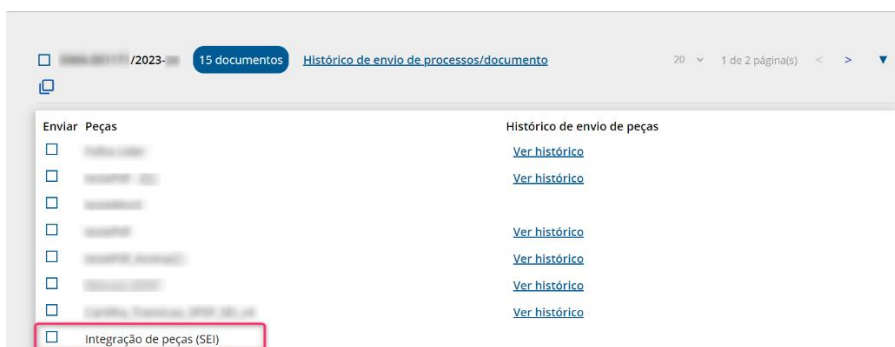 /2023- 15 documentos Histórico de envio de processos/documento 20 1 de 2 página(s) < >
Enviar Peças Histórico de envio de peças
Ver histórico
Ver histórico
Ver histórico
Ver histórico
Ver histórico
Ver histórico
Integração de peças (SEI)